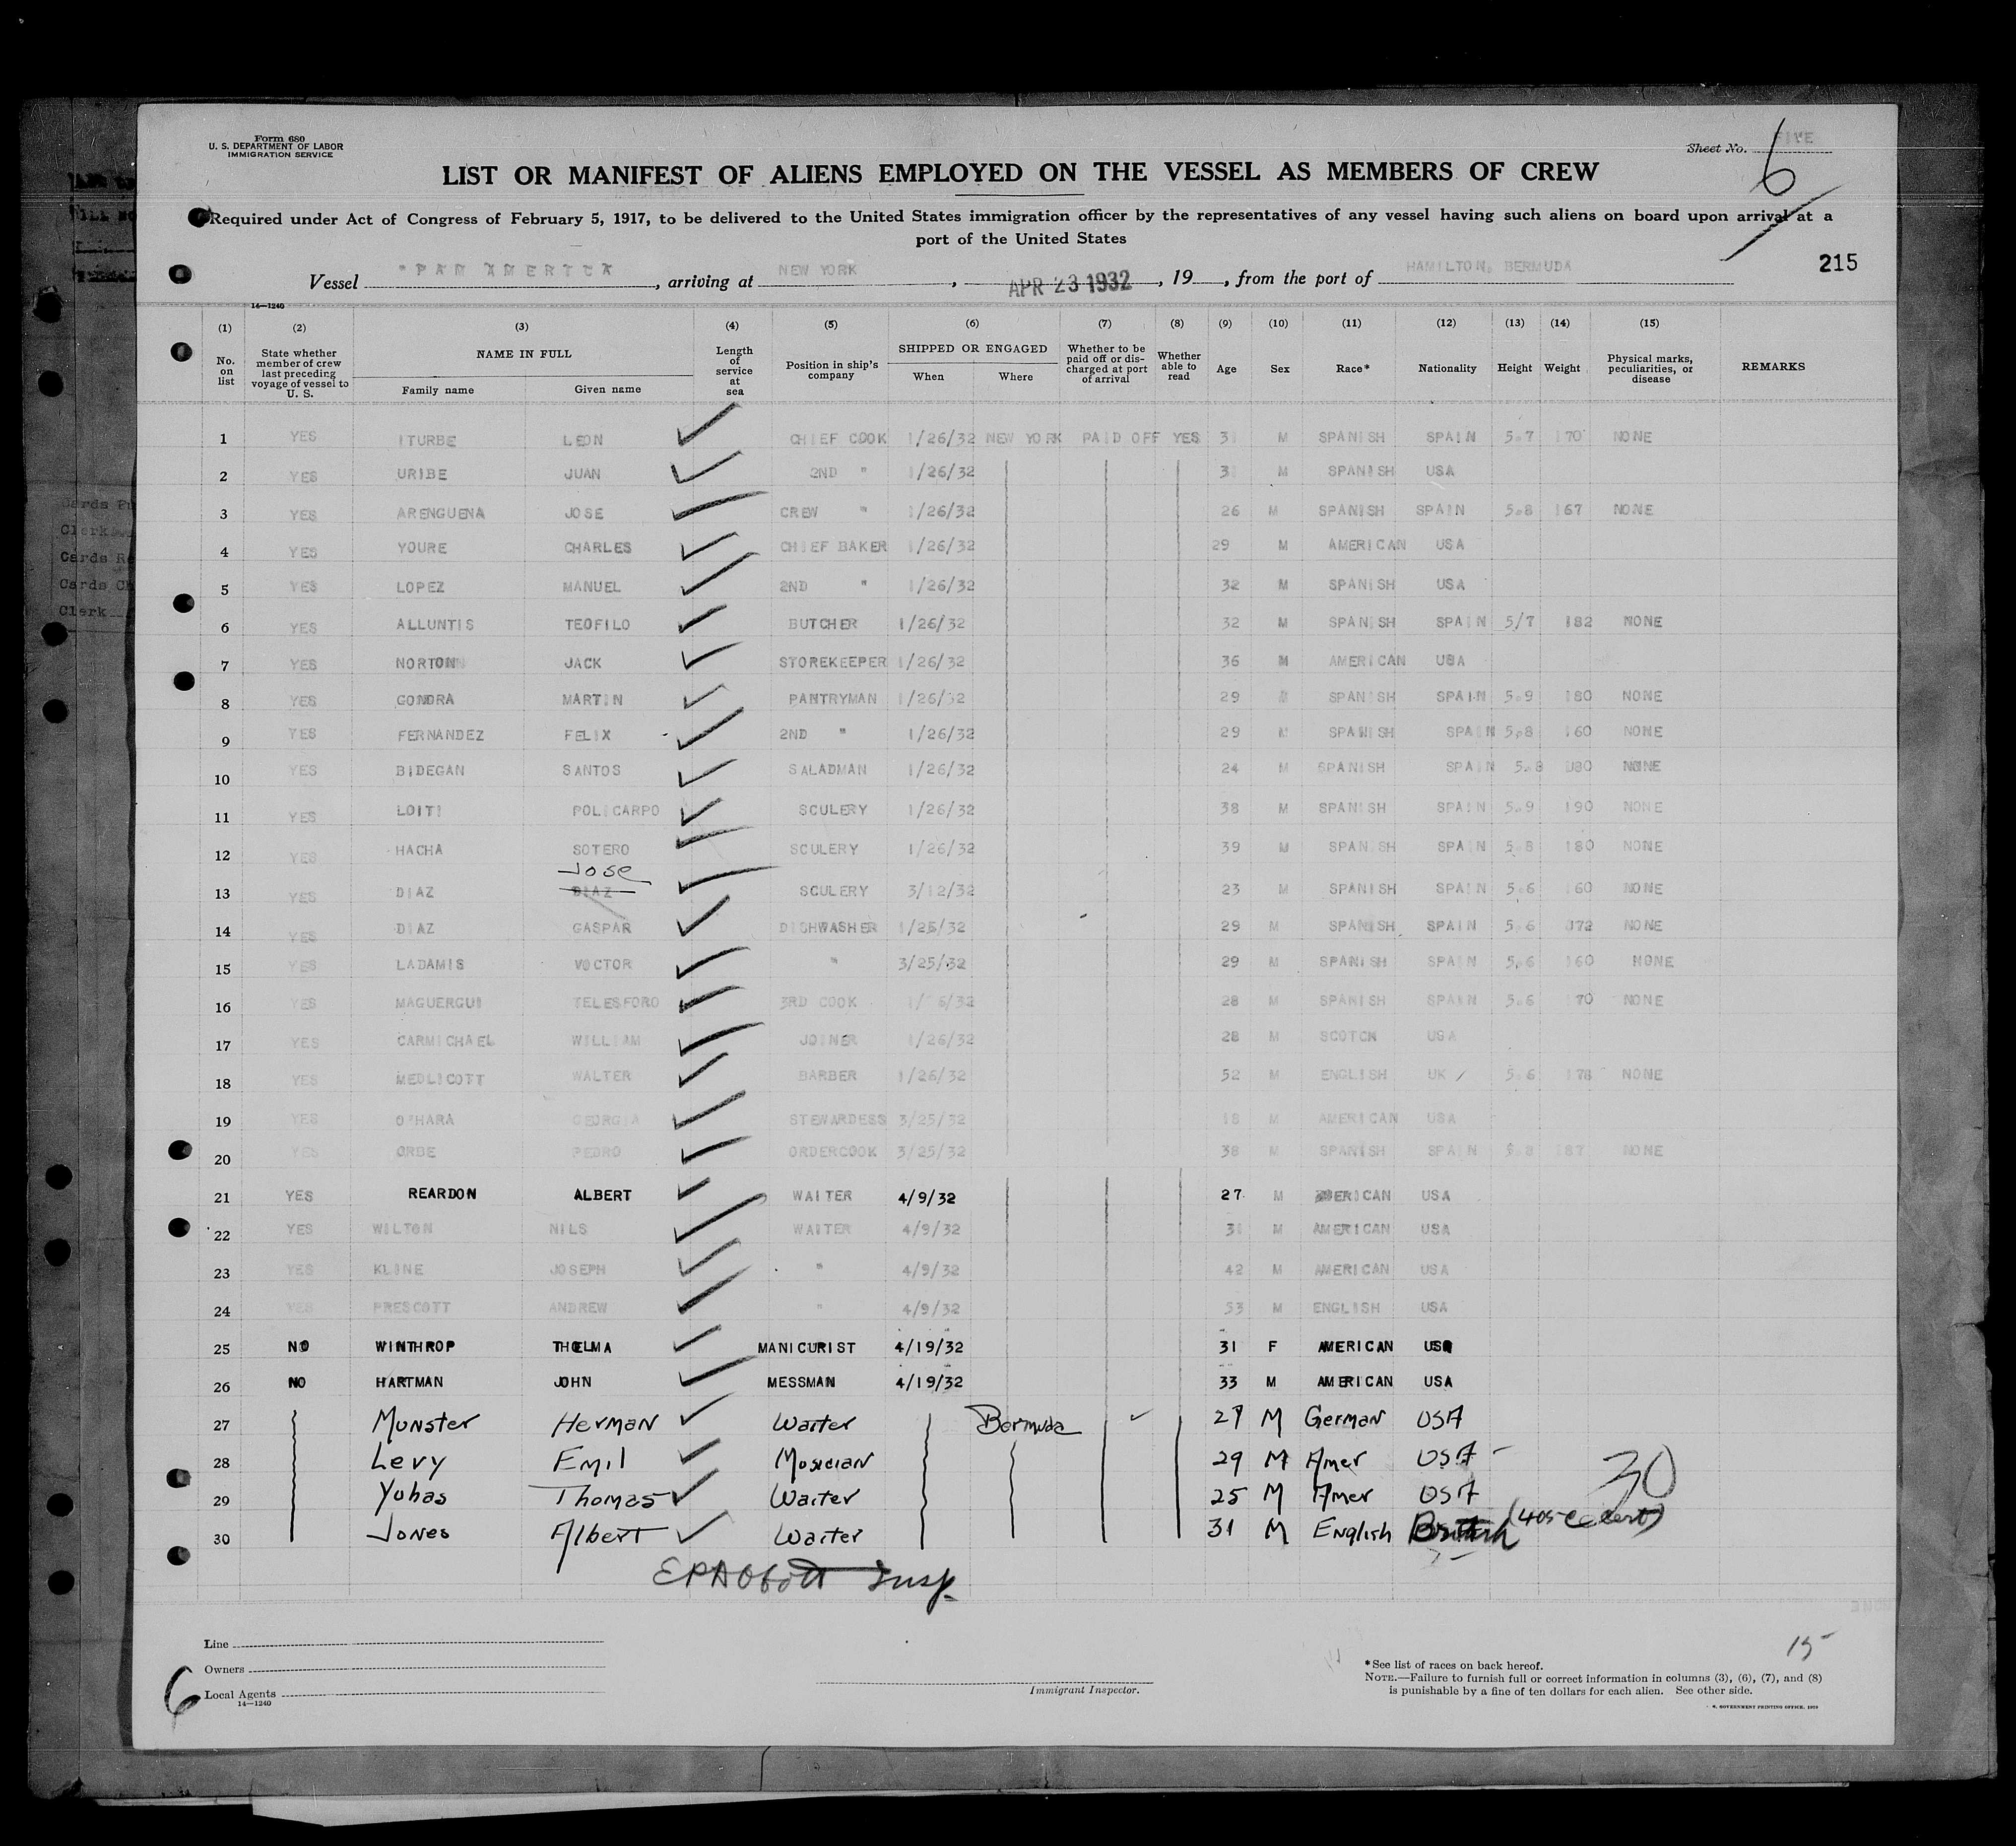 Form 680
U. S. DEPARTMENT OF LABOR
IMMIGRATION SERVICE
Sheet No. FIVE
6
LIST OR MANIFEST OF ALIENS EMPLOYED ON THE VESSEL AS MEMBERS OF CREW
Required under Act of Congress of February 5, 1917, to be delivered to the United States immigration officer by the representatives of any vessel having such aliens on board upon arrival at a
port of the United States
215
Vessel "PAN AMERICA, arriving at NEW YORK, APR 23 1932, 19, from the port of HAMILTON, BERMUDA
14—1240
(1) (2) (3) (4) (5) (6) (7) (8) (9) (10) (11) (12) (13) (14) (15)
No. on list State whether member of crew last preceding voyage of vessel to U. S. NAME IN FULL Family name Given name Length of service at sea Position in ship's company SHIPPED OR ENGAGED When Where Whether to be paid off or discharged at port of arrival Whether able to read Age Sex Race* Nationality Height Weight Physical marks, peculiarities, or disease REMARKS
1 YES ITURBE LEON CHIEF COOK 1/26/32 NEW YORK PAID OFF YES 31 M SPANISH SPAIN 5.7 170 NONE
2 YES URIBE JUAN 2ND " 1/26/32 31 M SPANISH USA
3 YES ARENGUENA JOSE CREW " 1/26/32 26 M SPANISH SPAIN 5.8 167 NONE
4 YES YOURE CHARLES CHIEF BAKER 1/26/32 29 M AMERICAN USA
5 YES LOPEZ MANUEL 2ND " 1/26/32 32 M SPANISH USA
6 YES ALLUNTIS TEOFILO BUTCHER 1/26/32 32 M SPANISH SPAIN 5/7 182 NONE
7 YES NORTON JACK STOREKEEPER 1/26/32 36 M AMERICAN USA
8 YES GONDRA MARTIN PANTRYMAN 1/26/32 29 M SPANISH SPAIN 5.9 180 NONE
9 YES FERNANDEZ FELIX 2ND " 1/26/32 29 M SPANISH SPAIN 5.8 160 NONE
10 YES BIDEGAN SANTOS SALADMAN 1/26/32 24 M SPANISH SPAIN 5.8 180 NONE
11 YES LOITI POLICARPO SCULERY 1/26/32 38 M SPANISH SPAIN 5.9 190 NONE
12 YES HACHA SOTERO SCULERY 1/26/32 39 M SPANISH SPAIN 5.8 180 NONE
Jose
13 YES DIAZ DIAZ SCULERY 3/12/32 23 M SPANISH SPAIN 5.6 160 NONE
14 YES DIAZ GASPAR DISHWASHER 1/26/32 29 M SPANISH SPAIN 5.6 172 NONE
15 YES LADAMIS VOCTOR " 3/25/32 29 M SPANISH SPAIN 5.6 160 NONE
16 YES MAGUERGUI TELESFORO 3RD COOK 1/26/32 28 M SPANISH SPAIN 5.6 170 NONE
17 YES CARMICHAEL WILLIAM JOINER 1/26/32 28 M SCOTCH USA
18 YES MEDLICOTT WALTER BARBER 1/26/32 52 M ENGLISH UK 5.6 178 NONE
19 YES O'HARA GEORGIA STEWARDESS 3/25/32 18 M AMERICAN USA
20 YES ORBE PEDRO ORDERCOOK 3/25/32 38 M SPANISH SPAIN 5.8 187 NONE
21 YES REARDON ALBERT WAITER 4/9/32 27 M AMERICAN USA
22 YES WILTON NILS WAITER 4/9/32 31 M AMERICAN USA
23 YES KLINE JOSEPH " 4/9/32 42 M AMERICAN USA
24 YES PRESCOTT ANDREW " 4/9/32 53 M ENGLISH USA
25 NO WINTHROP THELMA MANICURIST 4/19/32 31 F AMERICAN USA
26 NO HARTMAN JOHN MESSMAN 4/19/32 33 M AMERICAN USA
27 Munster Herman Waiter Bermuda 27 M German USA
28 Levy Emil Musician 29 M Amer USA
29 Yuhas Thomas Waiter 25 M Amer USA
30
30 Jones Albert Waiter 31 M English British (405 cert)
EPAbbott Insp.
Line
Owners
Local Agents
14—1240
6
Immigrant Inspector.
15
*See list of races on back hereof.
NOTE.—Failure to furnish full or correct information in columns (3), (6), (7), and (8)
is punishable by a fine of ten dollars for each alien. See other side.
GOVERNMENT PRINTING OFFICE
Clerk
Cards
Cards
Clerk